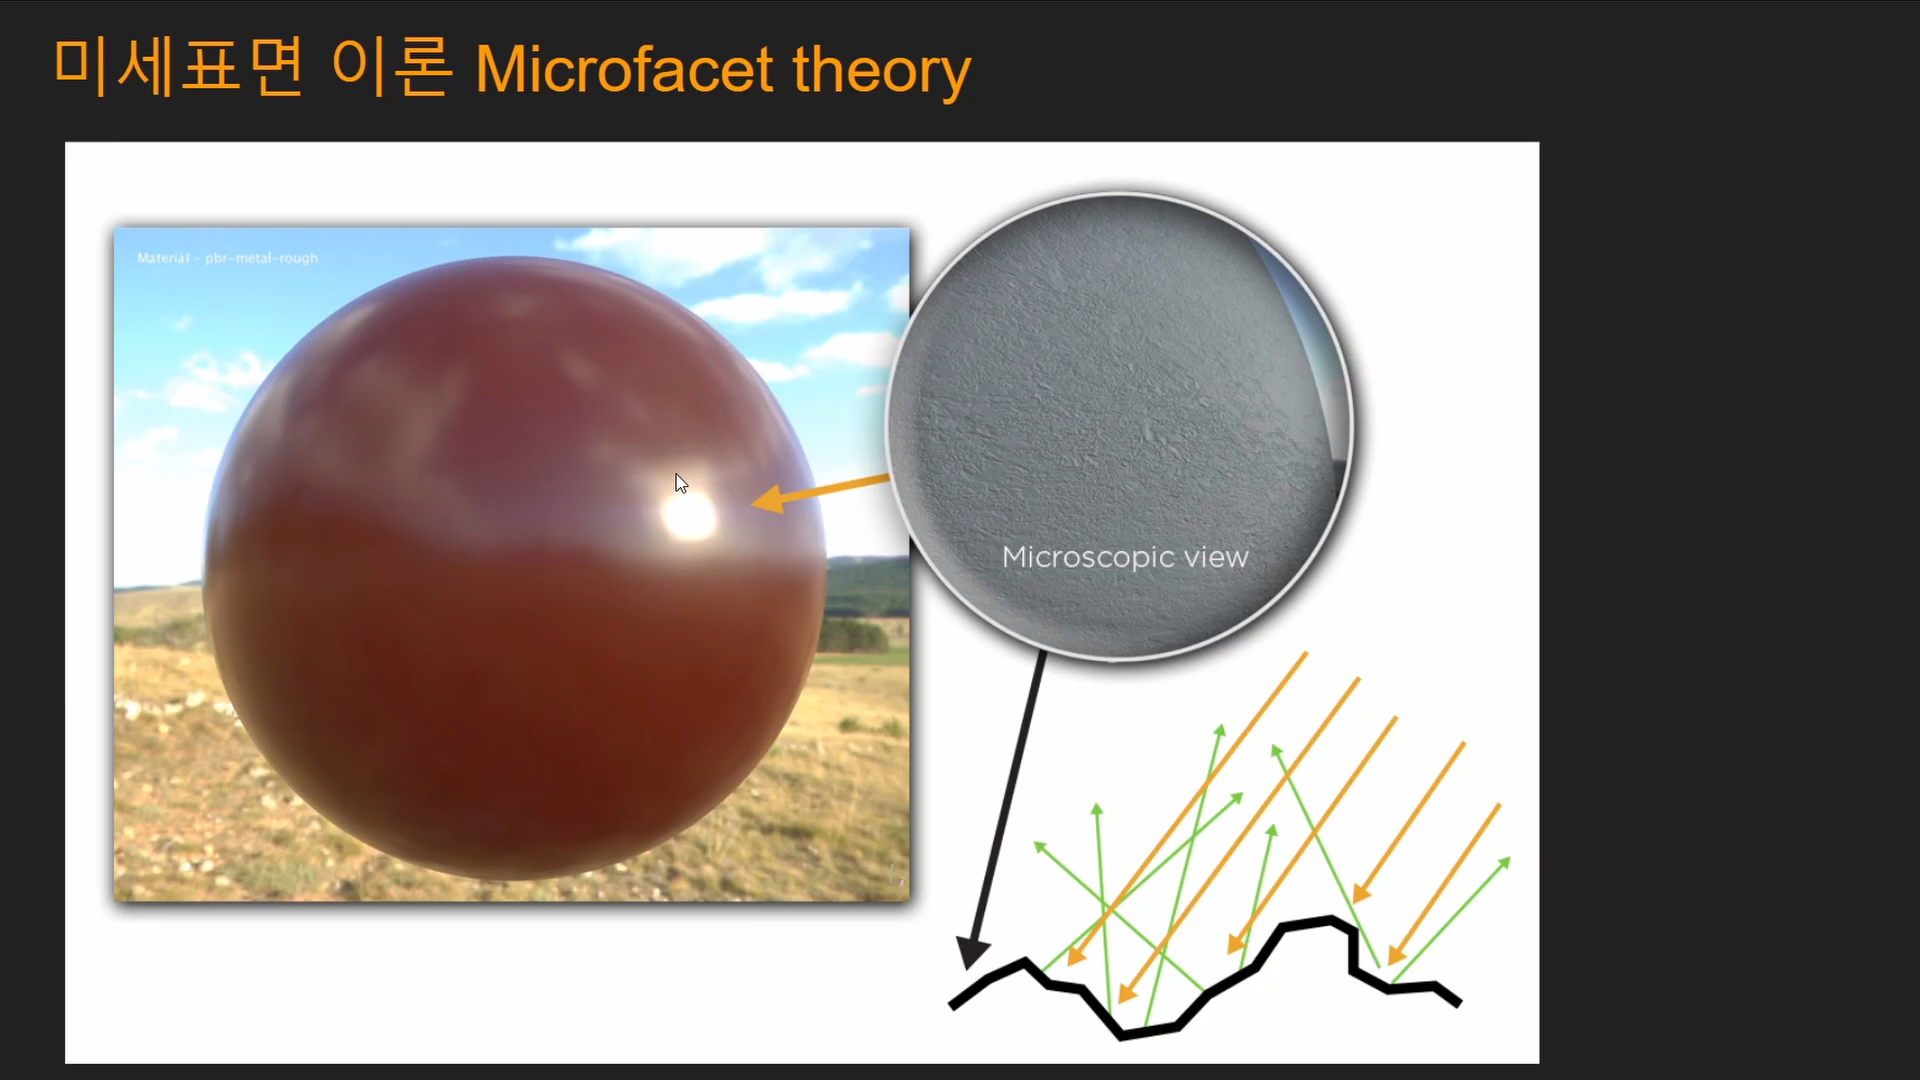 미세표면 이론 Microfacet theory
Material - pbr-metal-rough
Microscopic view